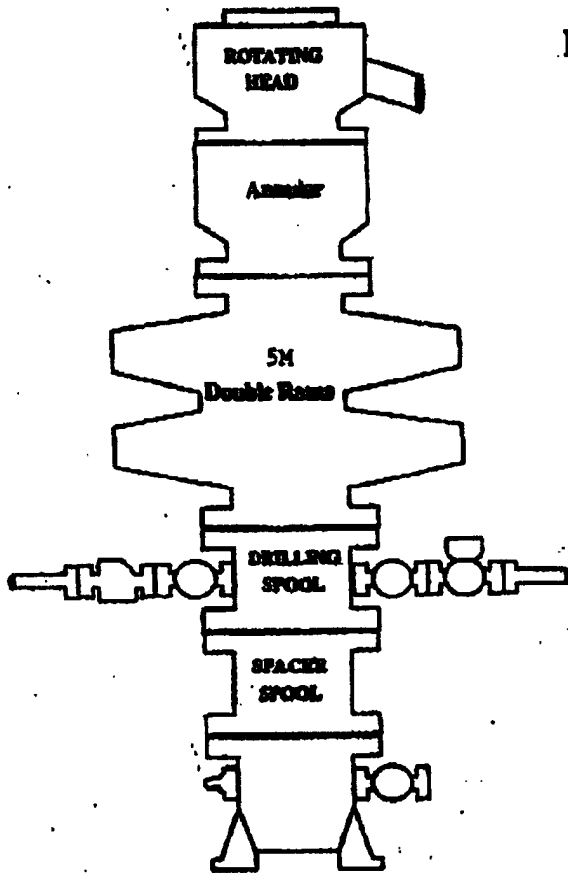 ROTATING
HEAD
Annular
5M
Double Rams
DRILLING
SPOOL
SPACER
SPOOL